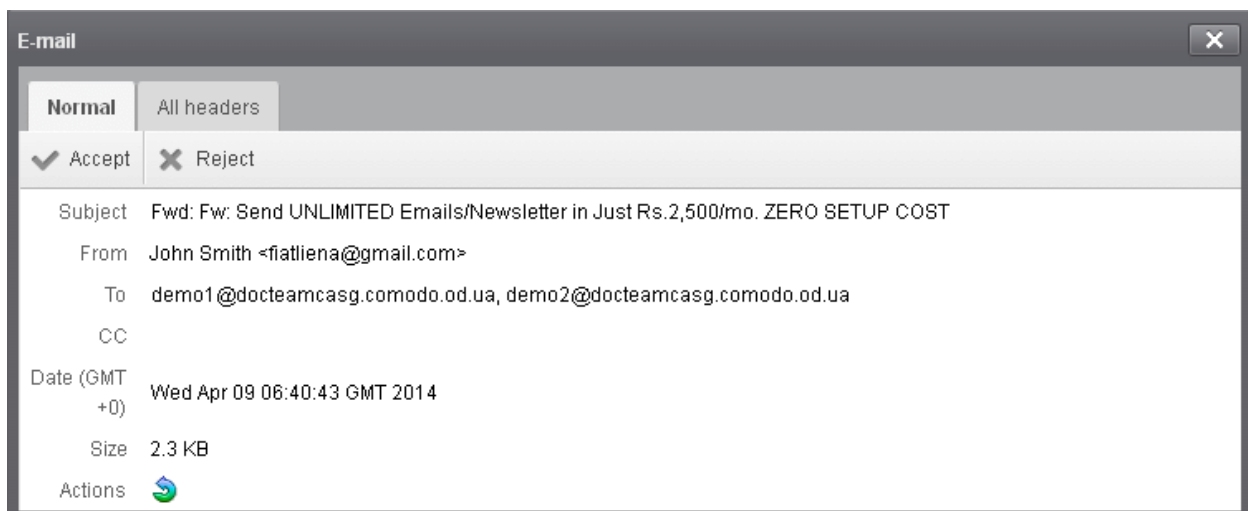 E-mail
Normal All headers
Accept Reject
Subject Fwd: Fw: Send UNLIMITED Emails/Newsletter in Just Rs.2,500/mo. ZERO SETUP COST
From John Smith <fiatliena@gmail.com>
To demo1@docteamcasg.comodo.od.ua, demo2@docteamcasg.comodo.od.ua
CC
Date (GMT
+0) Wed Apr 09 06:40:43 GMT 2014
Size 2.3 KB
Actions